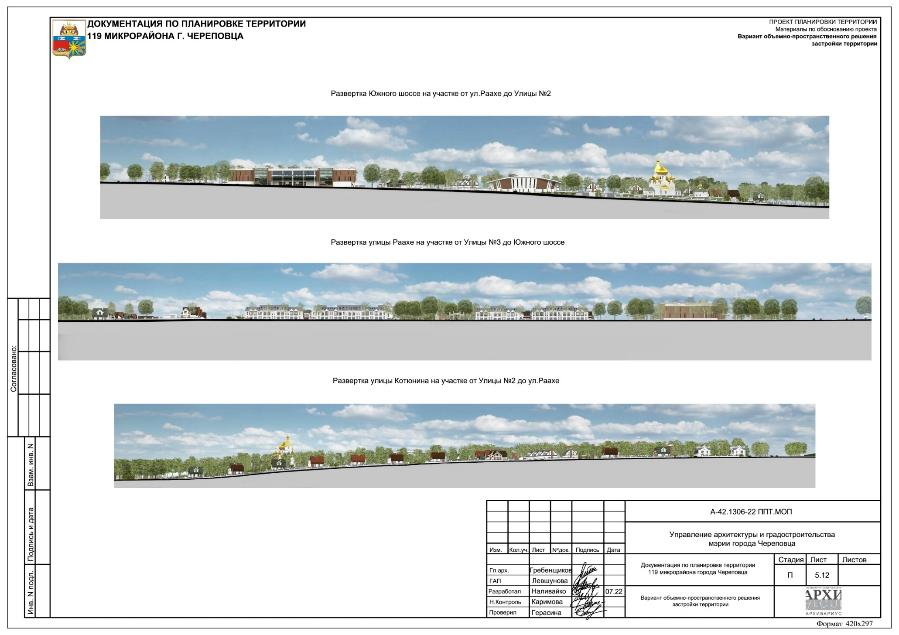 ДОКУМЕНТАЦИЯ ПО ПЛАНИРОВКЕ ТЕРРИТОРИИ
119 МИКРОРАЙОНА Г. ЧЕРЕПОВЦА
ПРОЕКТ ПЛАНИРОВКИ ТЕРРИТОРИИ
Материалы по обоснованию проекта
Вариант объемно-пространственного решения
застройки территории
Развертка Южного шоссе на участке от ул.Раахе до Улицы №2
Развертка улицы Раахе на участке от Улицы №3 до Южного шоссе
Развертка улицы Котюнина на участке от Улицы №2 до ул.Раахе
Согласовано:
Взам. инв. N
Подпись и дата
Инв. N подл.
А-42.1306-22 ППТ.МОП
Управление архитектуры и градостроительства
мэрии города Череповца
Изм. Кол.уч. Лист №док. Подпись Дата
Гл.арх. Гребенщиков
ГАП Левшунова
Разработал Наливайко 07.22
Н.Контроль Каримова
Проверил Герасина
Документация по планировке территории
119 микрорайона города Череповца
Стадия Лист Листов
П 5.12
Вариант объемно-пространственного решения
застройки территории
АРХИ
АРХИВАРИУС
Формат 420x297